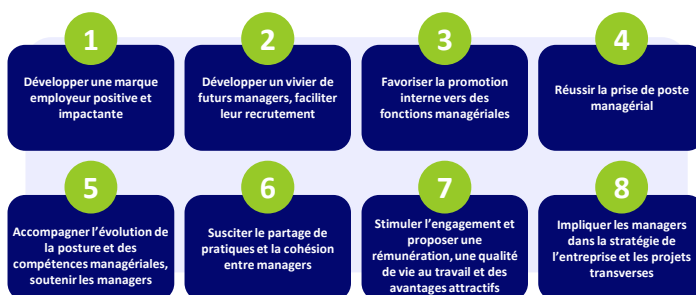 1
Développer une marque
employeur positive et
impactante
2
Développer un vivier de
futurs managers, faciliter
leur recrutement
3
Favoriser la promotion
interne vers des
fonctions managériales
4
Réussir la prise de poste
managérial
5
Accompagner l’évolution de
la posture et des
compétences managériales,
soutenir les managers
6
Susciter le partage de
pratiques et la cohésion
entre managers
7
Stimuler l’engagement et
proposer une
rémunération, une qualité
de vie au travail et des
avantages attractifs
8
Impliquer les managers
dans la stratégie de
l’entreprise et les projets
transverses